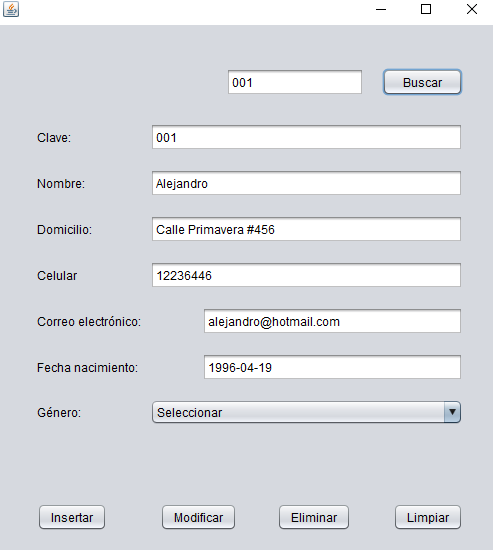 001 Buscar
Clave: 001
Nombre: Alejandro
Domicilio: Calle Primavera #456
Celular 12236446
Correo electrónico: alejandro@hotmail.com
Fecha nacimiento: 1996-04-19
Género: Seleccionar
Insertar Modificar Eliminar Limpiar